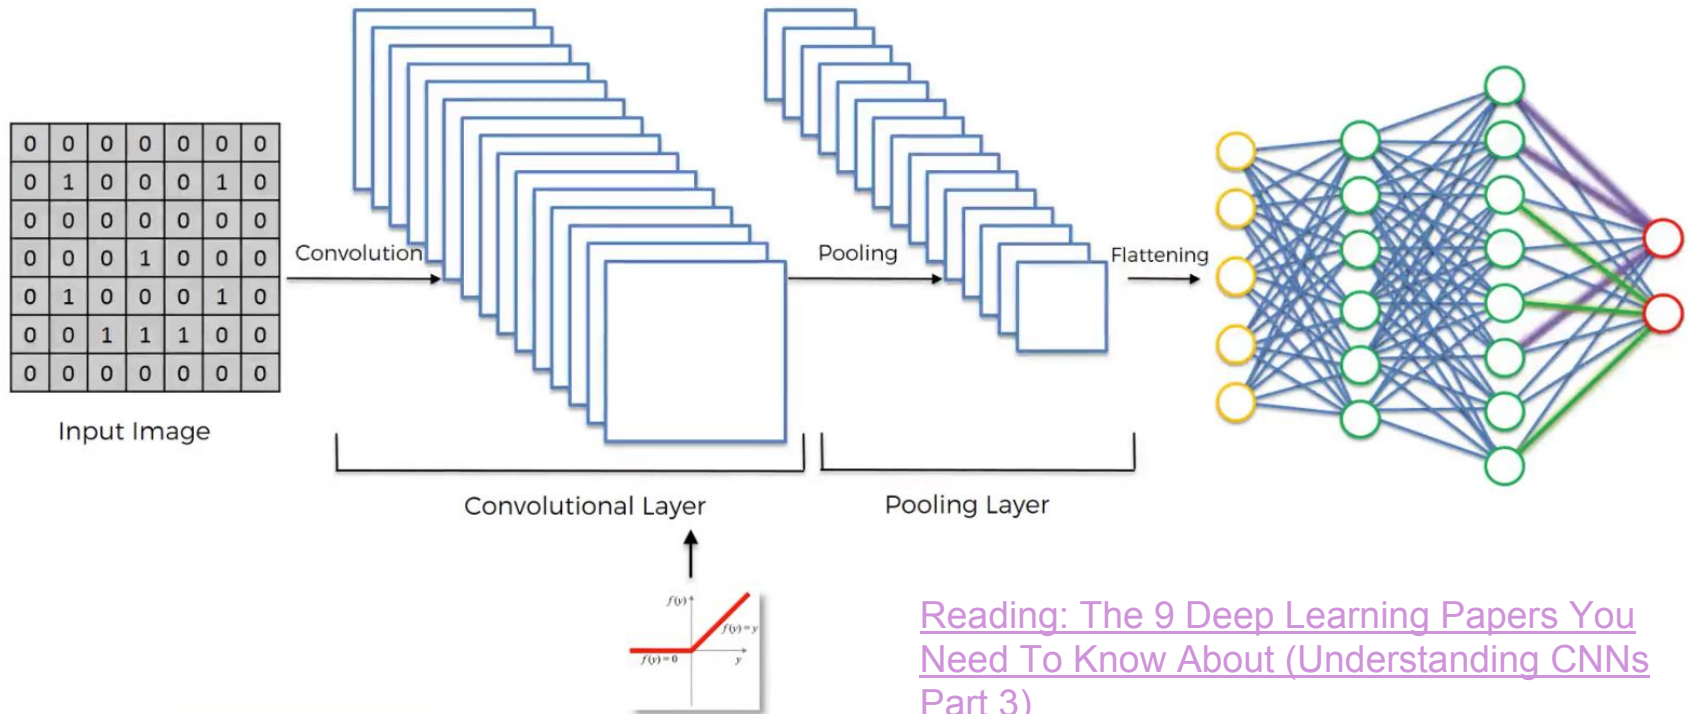 0 0 0 0 0 0 0
0 1 0 0 0 1 0
0 0 0 0 0 0 0
0 0 0 1 0 0 0
0 1 0 0 0 1 0
0 0 1 1 1 0 0
0 0 0 0 0 0 0
Input Image
Convolution
Pooling
Flattening
Convolutional Layer
Pooling Layer
f(y)
f(y)=y
f(y)=0
y
Reading: The 9 Deep Learning Papers You
Need To Know About (Understanding CNNs
Part 3)